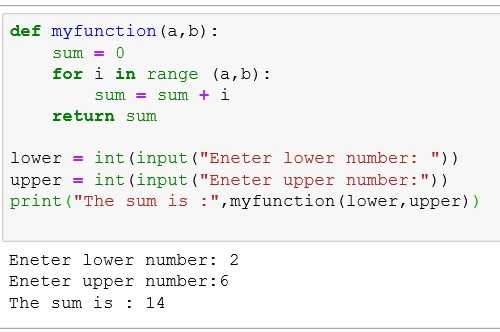 def myfunction(a,b):
    sum = 0
    for i in range (a,b):
        sum = sum + i
    return sum

lower = int(input("Eneter lower number: "))
upper = int(input("Eneter upper number:"))
print("The sum is :",myfunction(lower,upper))

Eneter lower number: 2
Eneter upper number:6
The sum is : 14